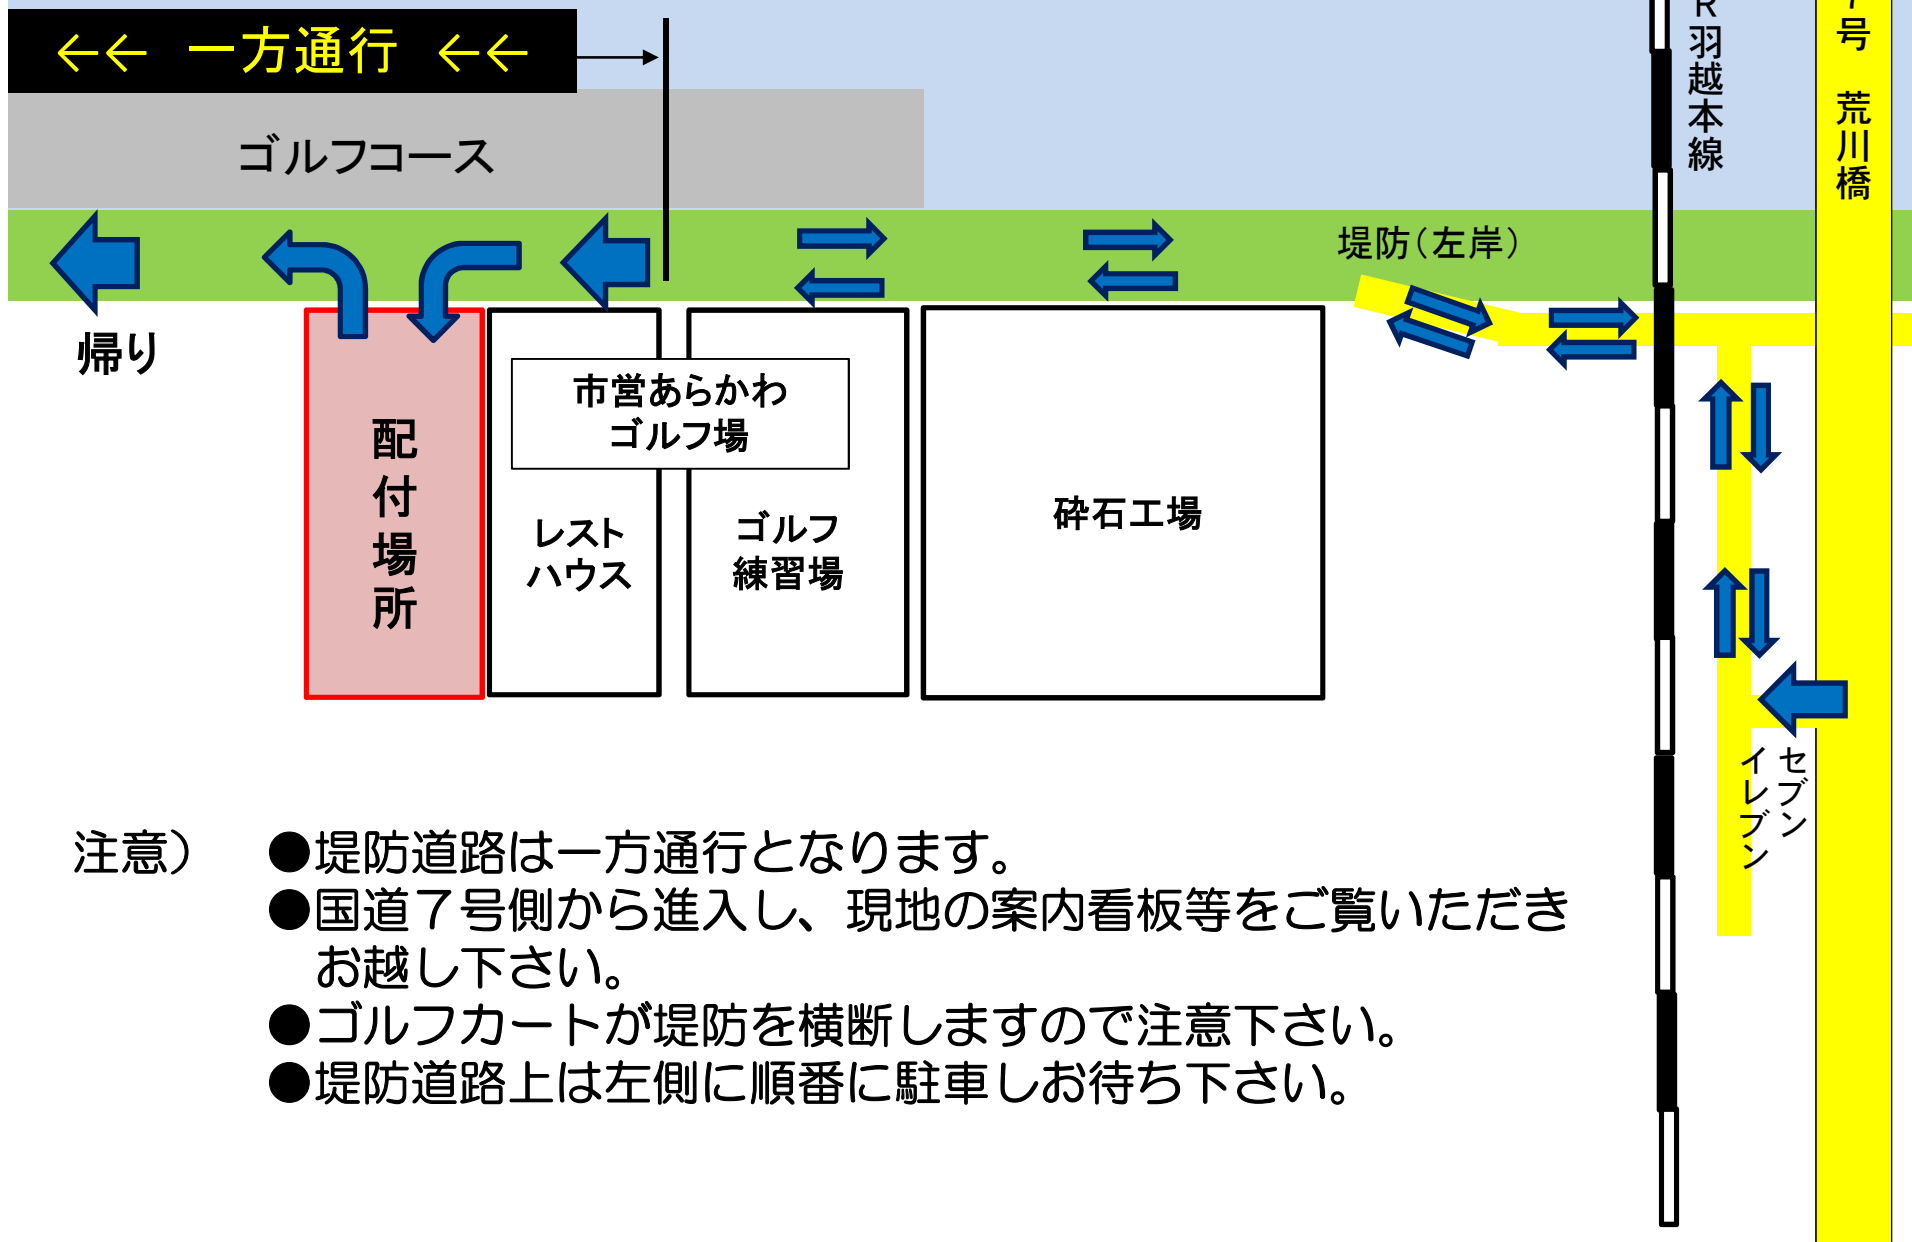 ←← 一方通行 ←←
ゴルフコース
R羽越本線
7号 荒川橋
堤防(左岸)
帰り
配付場所
市営あらかわ
ゴルフ場
レスト
ハウス
ゴルフ
練習場
砕石工場
セブン
イレブン
注意) ●堤防道路は一方通行となります。
●国道7号側から進入し、現地の案内看板等をご覧いただき
お越し下さい。
●ゴルフカートが堤防を横断しますので注意下さい。
●堤防道路上は左側に順番に駐車しお待ち下さい。